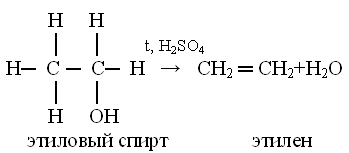 H H
t, H₂SO₄
H – C – C – H → CH₂ = CH₂+H₂O
H OH
этиловый спирт этилен